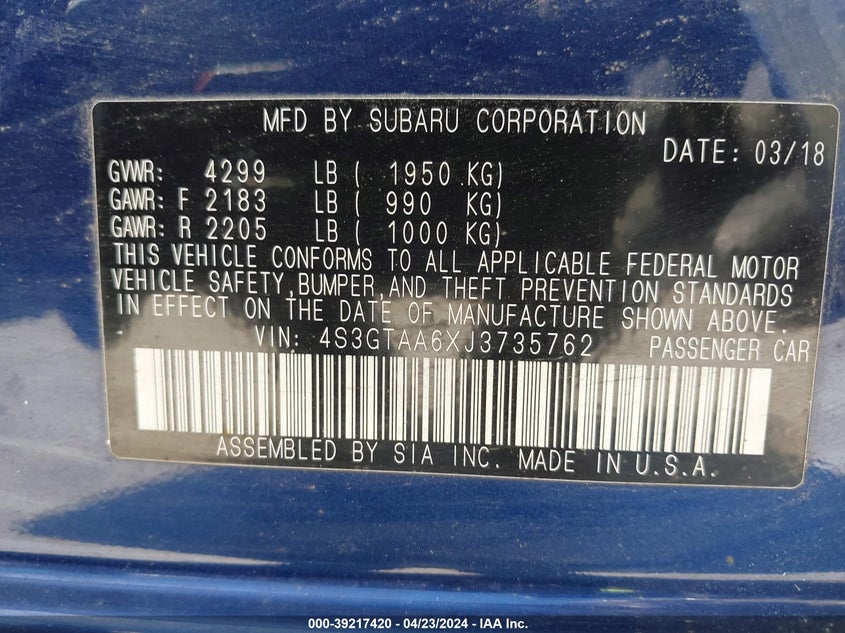 MFD BY SUBARU CORPORATION
DATE: 03/18
GVWR: 4299 LB ( 1950 KG)
GAWR: F 2183 LB ( 990 KG)
GAWR: R 2205 LB ( 1000 KG)
THIS VEHICLE CONFORMS TO ALL APPLICABLE FEDERAL MOTOR
VEHICLE SAFETY,BUMPER,AND THEFT PREVENTION STANDARDS
IN EFFECT ON THE DATE OF MANUFACTURE SHOWN ABOVE.
VIN: 4S3GTAA6XJ3735762 PASSENGER CAR
ASSEMBLED BY SIA INC. MADE IN U.S.A.
000-39217420 - 04/23/2024 - IAA Inc.